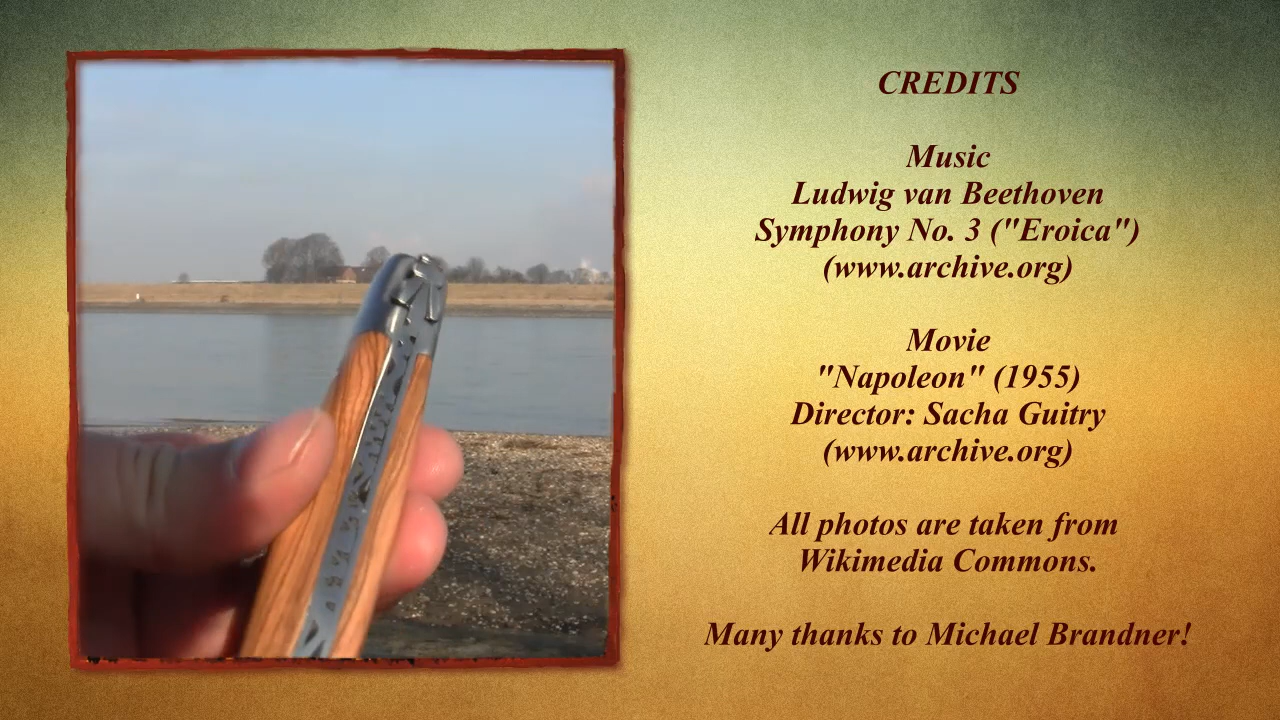 CREDITS
Music
Ludwig van Beethoven
Symphony No. 3 ("Eroica")
(www.archive.org)
Movie
"Napoleon" (1955)
Director: Sacha Guitry
(www.archive.org)
All photos are taken from
Wikimedia Commons.
Many thanks to Michael Brandner!